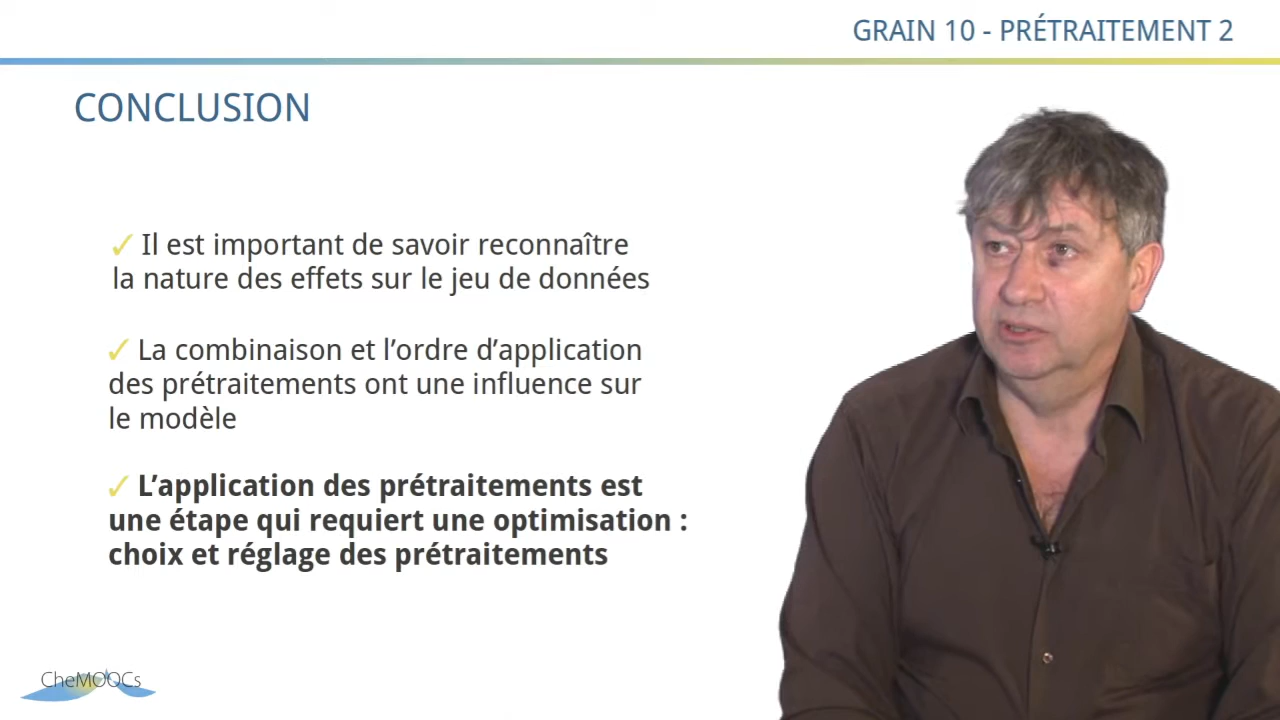 GRAIN 10 - PRÉTRAITEMENT 2
CONCLUSION
✓ Il est important de savoir reconnaître
la nature des effets sur le jeu de données
✓ La combinaison et l’ordre d’application
des prétraitements ont une influence sur
le modèle
✓ L’application des prétraitements est
une étape qui requiert une optimisation :
choix et réglage des prétraitements
CheMOOCs